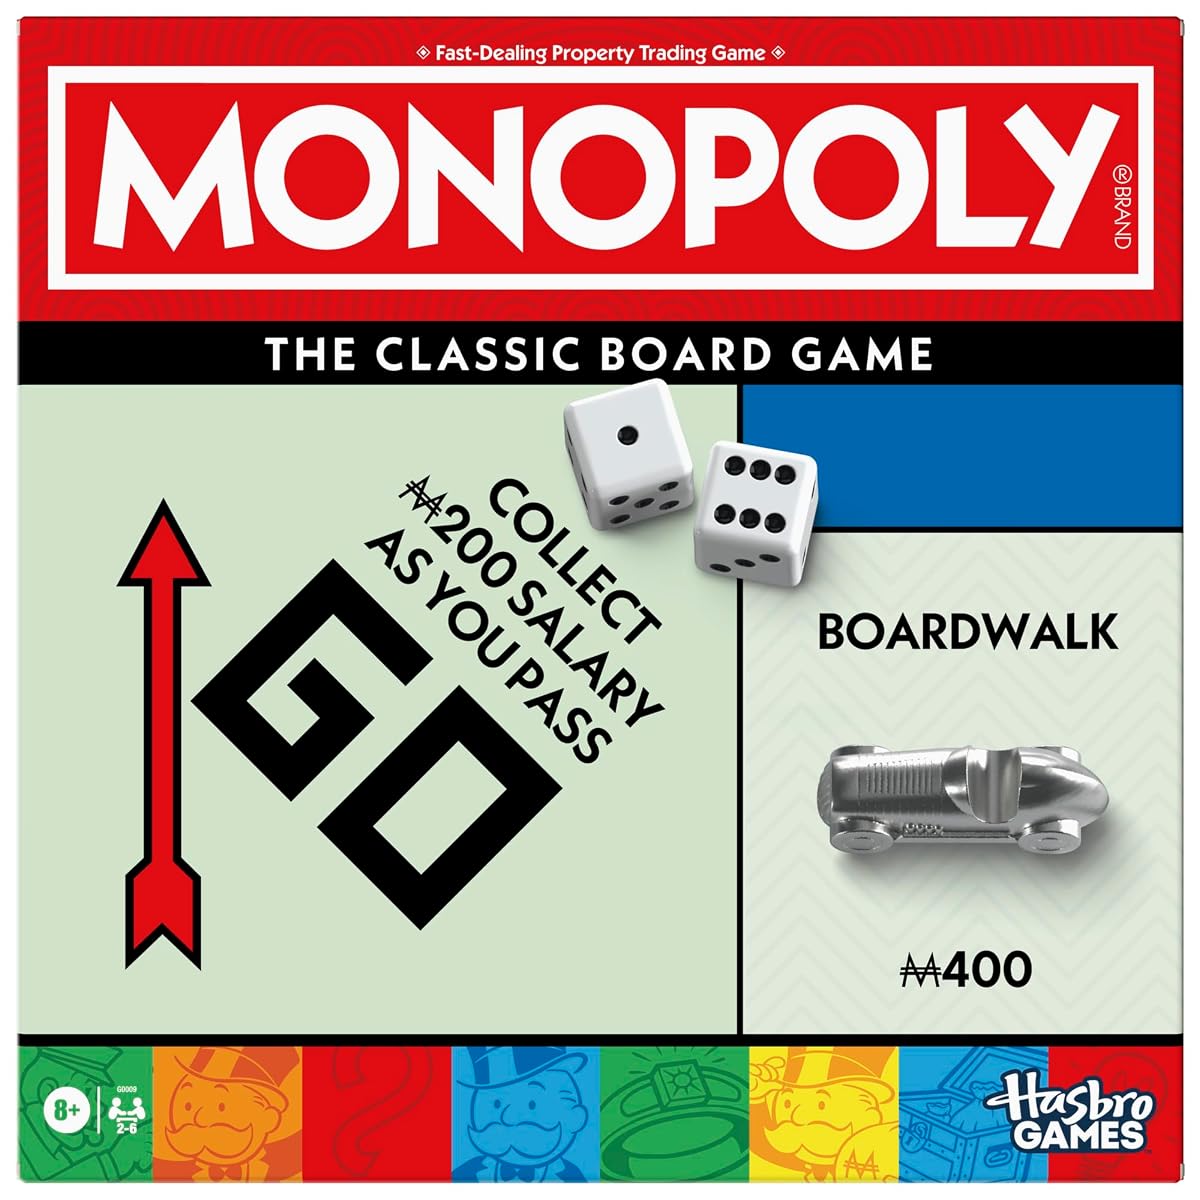 Fast-Dealing Property Trading Game
MONOPOLY
®BRAND
THE CLASSIC BOARD GAME
COLLECT
₩200 SALARY
AS YOU PASS
GO
BOARDWALK
₩400
8+
G0009
2-6
Hasbro
GAMES